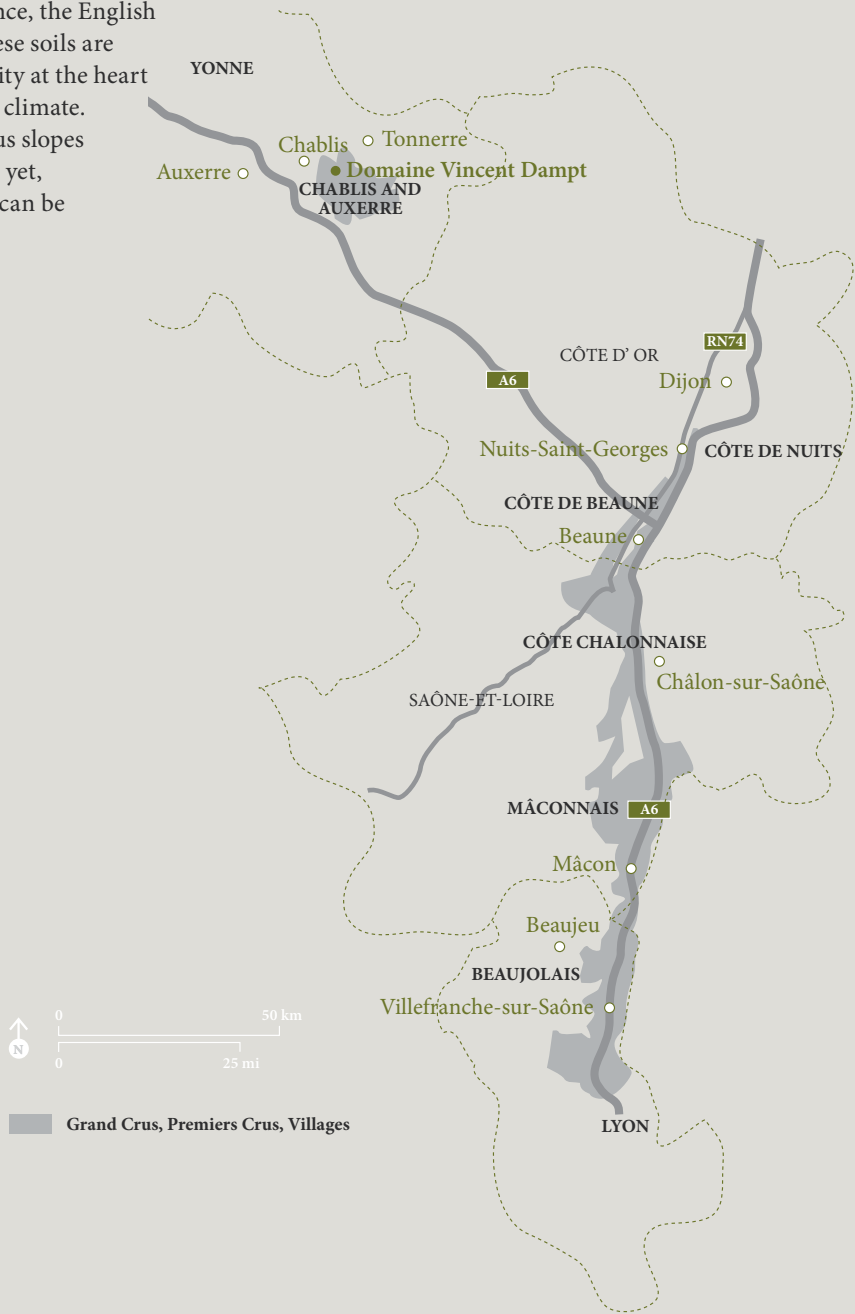 nce, the English
ese soils are
ity at the heart
climate.
us slopes
yet,
can be
YONNE
Chablis
Tonnerre
Auxerre
Domaine Vincent Dampt
CHABLIS AND
AUXERRE
CÔTE D’ OR
RN74
A6
Dijon
Nuits-Saint-Georges
CÔTE DE NUITS
CÔTE DE BEAUNE
Beaune
CÔTE CHALONNAISE
Châlon-sur-Saône
SAÔNE-ET-LOIRE
MÂCONNAIS
A6
Mâcon
Beaujeu
BEAUJOLAIS
Villefranche-sur-Saône
0 50 km
N
0 25 mi
Grand Crus, Premiers Crus, Villages
LYON